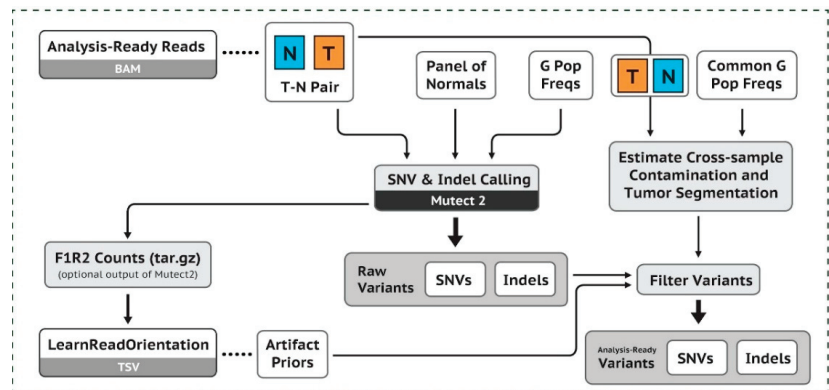 Analysis-Ready Reads
BAM
N T
T-N Pair
Panel of
Normals
G Pop
Freqs
T N
Common G
Pop Freqs
SNV & Indel Calling
Mutect 2
Estimate Cross-sample
Contamination and
Tumor Segmentation
F1R2 Counts (tar.gz)
(optional output of Mutect2)
Raw
Variants
SNVs
Indels
Filter Variants
LearnReadOrientation
TSV
Artifact
Priors
Analysis-Ready
Variants
SNVs
Indels